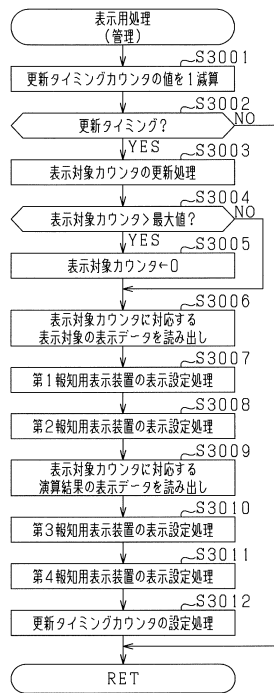 表示用処理
(管理)
S3001
更新タイミングカウンタの値を1減算
S3002
更新タイミング?
NO
YES
S3003
表示対象カウンタの更新処理
S3004
表示対象カウンタ>最大値?
NO
YES
S3005
表示対象カウンタ←0
S3006
表示対象カウンタに対応する
表示対象の表示データを読み出し
S3007
第1報知用表示装置の表示設定処理
S3008
第2報知用表示装置の表示設定処理
S3009
表示対象カウンタに対応する
演算結果の表示データを読み出し
S3010
第3報知用表示装置の表示設定処理
S3011
第4報知用表示装置の表示設定処理
S3012
更新タイミングカウンタの設定処理
RET